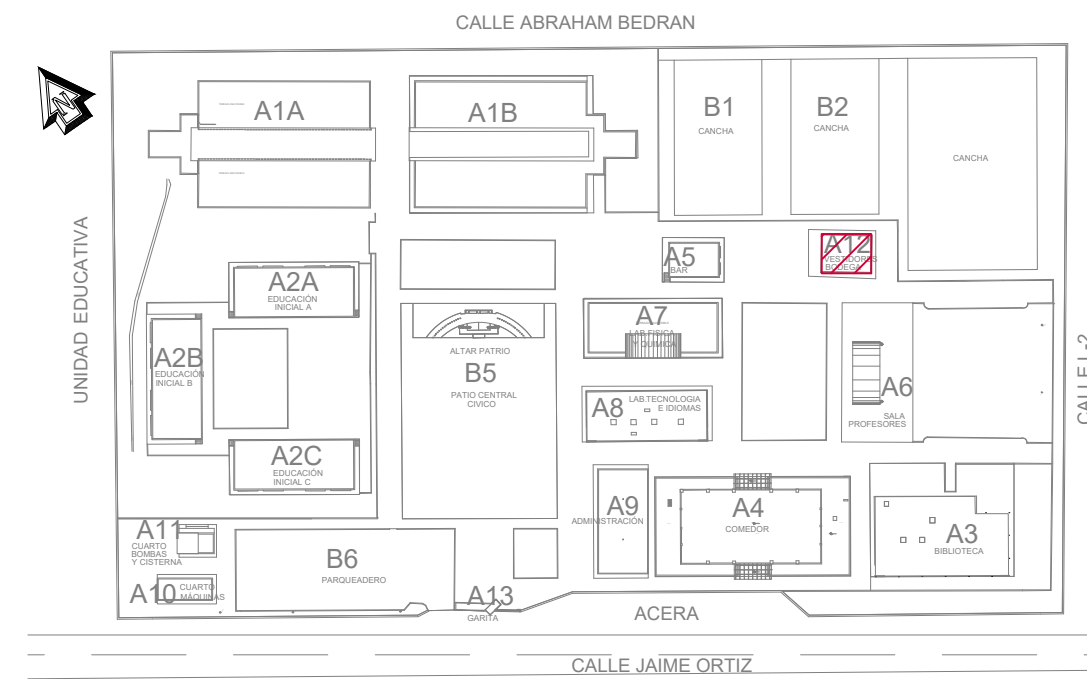 CALLE ABRAHAM BEDRAN
N
A1A
A1B
B1
CANCHA
B2
CANCHA
CANCHA
UNIDAD EDUCATIVA
A2A
EDUCACIÓN
INICIAL A
A5
BAR
A12
VESTIDORES
BODEGA
A7
LAB.FISICA
Y QUIMICA
ALTAR PATRIO
B5
PATIO CENTRAL
CIVICO
A2B
EDUCACIÓN
INICIAL B
A8
LAB.TECNOLOGIA
E IDIOMAS
A6
SALA
PROFESORES
CALLE L-2
A2C
EDUCACIÓN
INICIAL C
A9
ADMINISTRACIÓN
A4
COMEDOR
A3
BIBLIOTECA
A11
CUARTO
BOMBAS
Y CISTERNA
B6
PARQUEADERO
A10
CUARTO
MÁQUINAS
A13
GARITA
ACERA
CALLE JAIME ORTIZ